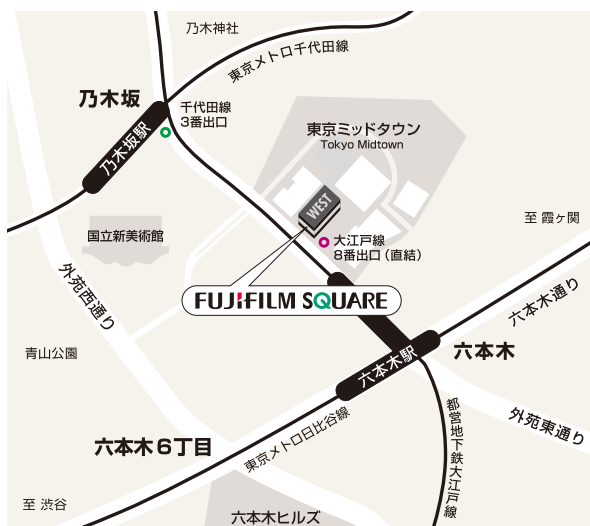 乃木神社
東京メトロ千代田線
乃木坂
千代田線
3番出口
乃木坂駅
東京ミッドタウン
Tokyo Midtown
WEST
至 霞ヶ関
国立新美術館
大江戸線
8番出口（直結）
外苑西通り
FUJIFILM SQUARE
六本木通り
青山公園
六本木駅
六本木
外苑東通り
都営地下鉄大江戸線
東京メトロ日比谷線
六本木6丁目
至 渋谷
六本木ヒルズ